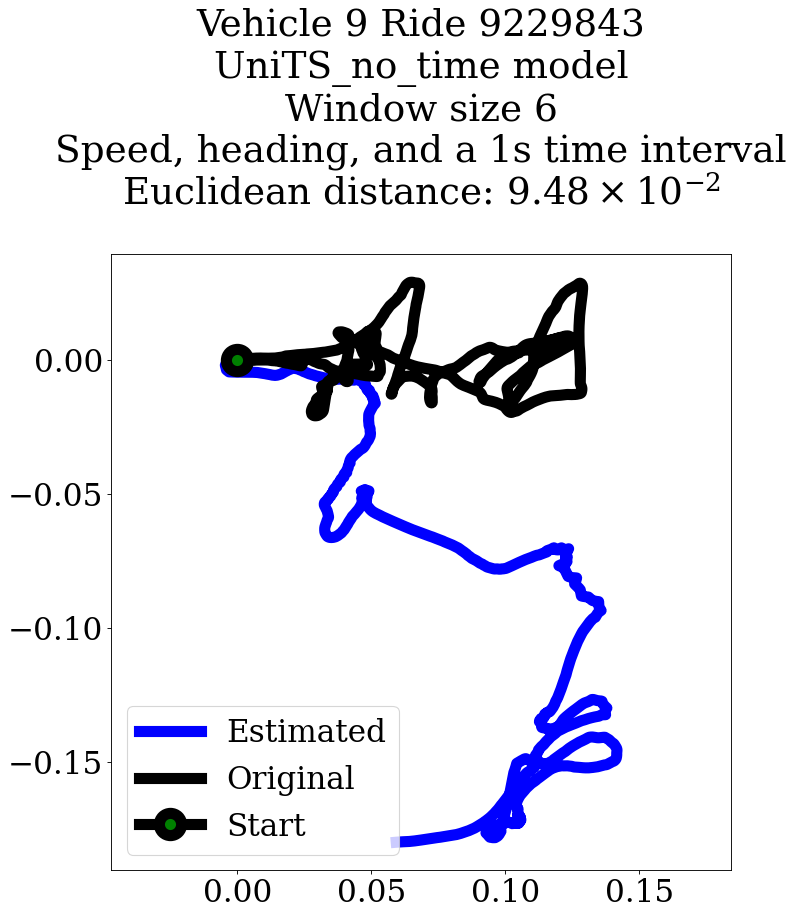 Vehicle 9 Ride 9229843
UniTS_no_time model
Window size 6
Speed, heading, and a 1s time interval
Euclidean distance: 9.48 × 10⁻²
0.00
−0.05
−0.10
−0.15
Estimated
Original
Start
0.00 0.05 0.10 0.15